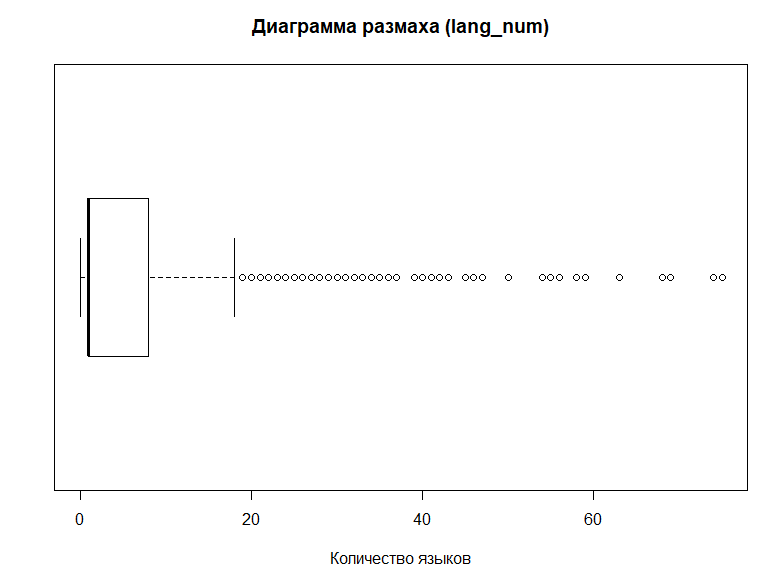 Диаграмма размаха (lang_num)
0 20 40 60
Количество языков